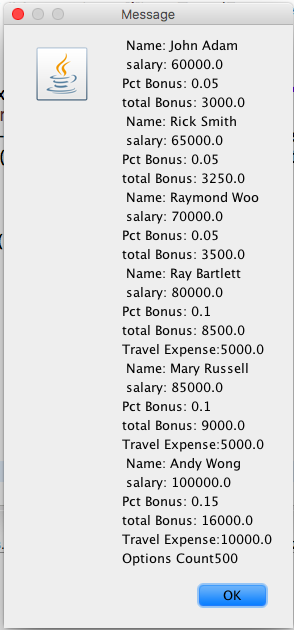 Message
Name: John Adam
salary: 60000.0
Pct Bonus: 0.05
total Bonus: 3000.0
Name: Rick Smith
salary: 65000.0
Pct Bonus: 0.05
total Bonus: 3250.0
Name: Raymond Woo
salary: 70000.0
Pct Bonus: 0.05
total Bonus: 3500.0
Name: Ray Bartlett
salary: 80000.0
Pct Bonus: 0.1
total Bonus: 8500.0
Travel Expense:5000.0
Name: Mary Russell
salary: 85000.0
Pct Bonus: 0.1
total Bonus: 9000.0
Travel Expense:5000.0
Name: Andy Wong
salary: 100000.0
Pct Bonus: 0.15
total Bonus: 16000.0
Travel Expense:10000.0
Options Count500
OK